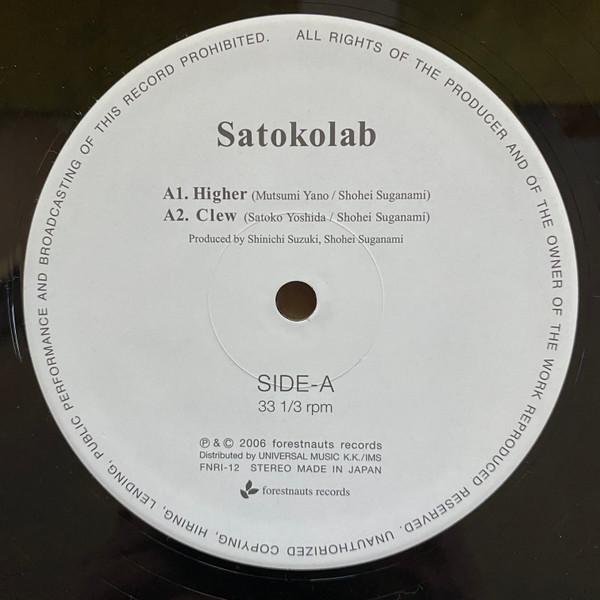 ALL RIGHTS OF THE PRODUCER AND OF THE OWNER OF THE WORK REPRODUCED RESERVED. UNAUTHORIZED COPYING, HIRING, LENDING, PUBLIC PERFORMANCE AND BROADCASTING OF THIS RECORD PROHIBITED.
Satokolab
A1. Higher (Mutsumi Yano / Shohei Suganami)
A2. Clew (Satoko Yoshida / Shohei Suganami)
Produced by Shinichi Suzuki, Shohei Suganami
SIDE-A
33 1/3 rpm
℗ & © 2006 forestnauts records
Distributed by UNIVERSAL MUSIC K.K./IMS
FNRI-12 STEREO MADE IN JAPAN
forestnauts records